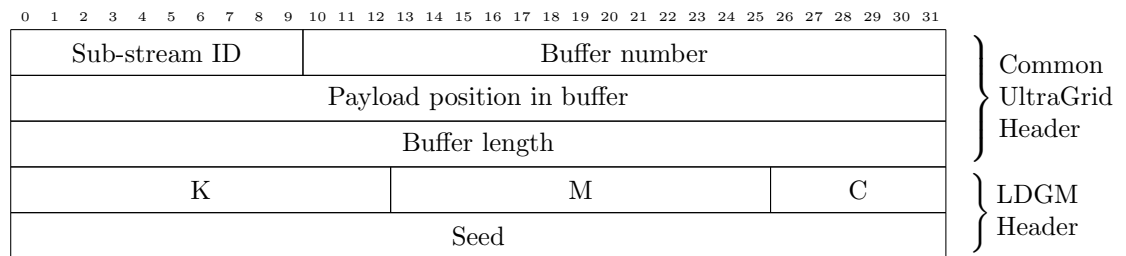 0 1 2 3 4 5 6 7 8 9 10 11 12 13 14 15 16 17 18 19 20 21 22 23 24 25 26 27 28 29 30 31
Sub-stream ID Buffer number
Payload position in buffer
Buffer length
Common
UltraGrid
Header
K M C
Seed
LDGM
Header